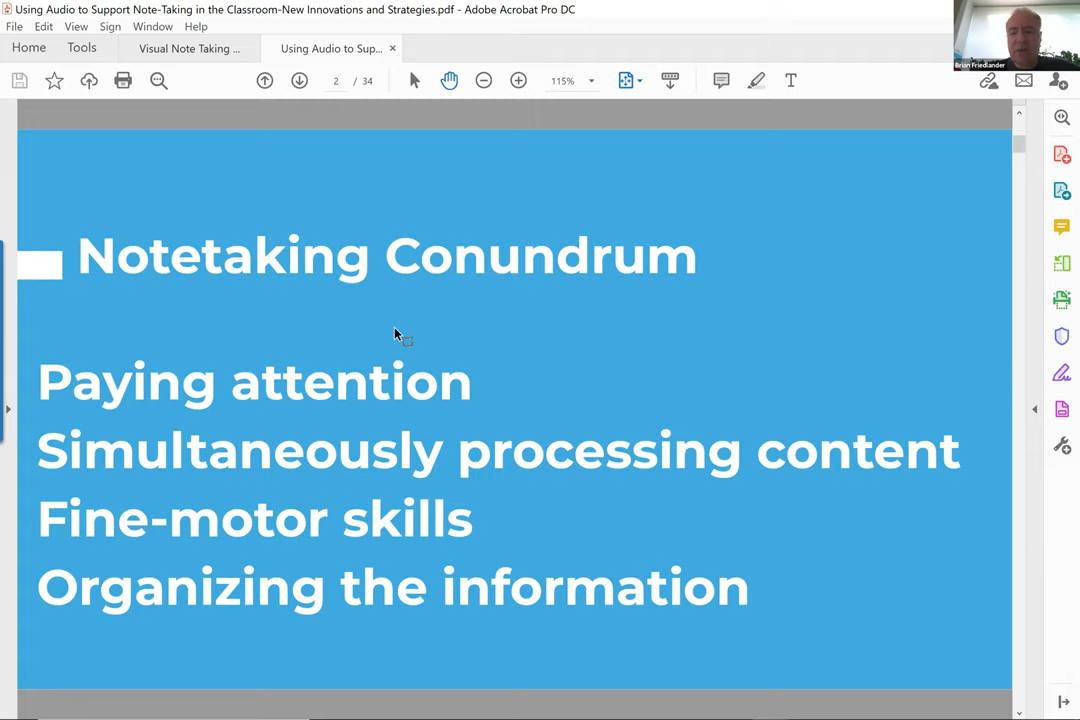 Using Audio to Support Note-Taking in the Classroom-New Innovations and Strategies.pdf - Adobe Acrobat Pro DC
File Edit View Sign Window Help
Home Tools Visual Note Taking ... Using Audio to Sup... ×
2 / 34 115%
Brian Friedlander
Notetaking Conundrum
Paying attention
Simultaneously processing content
Fine-motor skills
Organizing the information